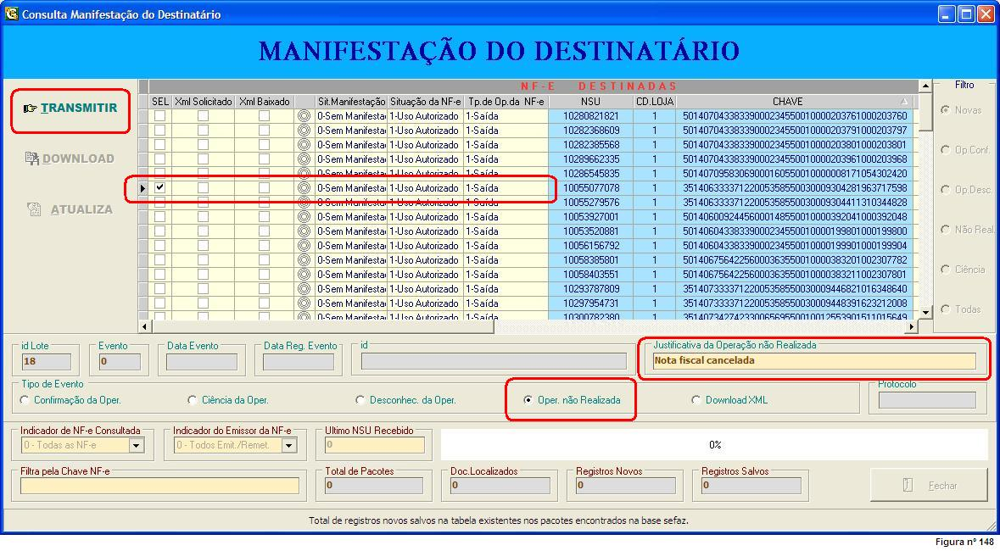 Consulta Manifestação do Destinatário
MANIFESTAÇÃO DO DESTINATÁRIO
TRANSMITIR
DOWNLOAD
ATUALIZA
NF-E DESTINADAS
SEL Xml Solicitado Xml Baixado Sit.Manifestação Situação da NF-e Tp.de Op.da NF-e NSU CD.LOJA CHAVE
0-Sem Manifesta 1-Uso Autorizado 1-Saída 10280821821 1 50140704338339000234550010000203761000203760
0-Sem Manifesta 1-Uso Autorizado 1-Saída 10282368609 1 50140704338339000234550010000203791000203797
0-Sem Manifesta 1-Uso Autorizado 1-Saída 10282385568 1 50140704338339000234550010000203801000203801
0-Sem Manifesta 1-Uso Autorizado 1-Saída 10289662335 1 50140704338339000234550010000203961000203968
0-Sem Manifesta 1-Uso Autorizado 1-Saída 10286545835 1 50140709583069000160550010000008171054302420
0-Sem Manifesta 1-Uso Autorizado 1-Saída 10055077078 1 35140633337122005358550030009304281963717598
0-Sem Manifesta 1-Uso Autorizado 1-Saída 10055279576 1 35140633337122005358550030009304411310344828
0-Sem Manifesta 1-Uso Autorizado 1-Saída 10053927001 1 50140600924456000148550010000392041000392048
0-Sem Manifesta 1-Uso Autorizado 1-Saída 10053520881 1 50140604338339000234550010000199801000199800
0-Sem Manifesta 1-Uso Autorizado 1-Saída 10056156792 1 50140604338339000234550010000199901000199904
0-Sem Manifesta 1-Uso Autorizado 1-Saída 10058385801 1 50140675642256000363550010000383201002307782
0-Sem Manifesta 1-Uso Autorizado 1-Saída 10058403551 1 50140675642256000363550010000383211002307801
0-Sem Manifesta 1-Uso Autorizado 1-Saída 10293787809 1 35140733337122005358550030009446821016348640
0-Sem Manifesta 1-Uso Autorizado 1-Saída 10297954731 1 35140733337122005358550030009448391623212008
0-Sem Manifesta 1-Uso Autorizado 1-Saída 10300782380 1 35140734274233006569550010012553901511015649
Filtro
Novas
Op.Conf.
Op.Desc.
Não Real.
Ciência
Todas
id Lote Evento Data Evento Data Reg. Evento id Justificativa da Operação não Realizada
18 0 Nota fiscal cancelada
Tipo de Evento Protocolo
Confirmação da Oper. Ciência da Oper. Desconhec. da Oper. Oper. não Realizada Download XML
Indicador de NF-e Consultada Indicador do Emissor da NF-e Ultimo NSU Recebido
0 - Todas as NF-e 0 - Todos Emit./Remet. 0 0%
Filtra pela Chave NF-e Total de Pacotes Doc.Localizados Registros Novos Registros Salvos
0 0 0 0 Fechar
Total de registros novos salvos na tabela existentes nos pacotes encontrados na base sefaz.
Figura nº 148